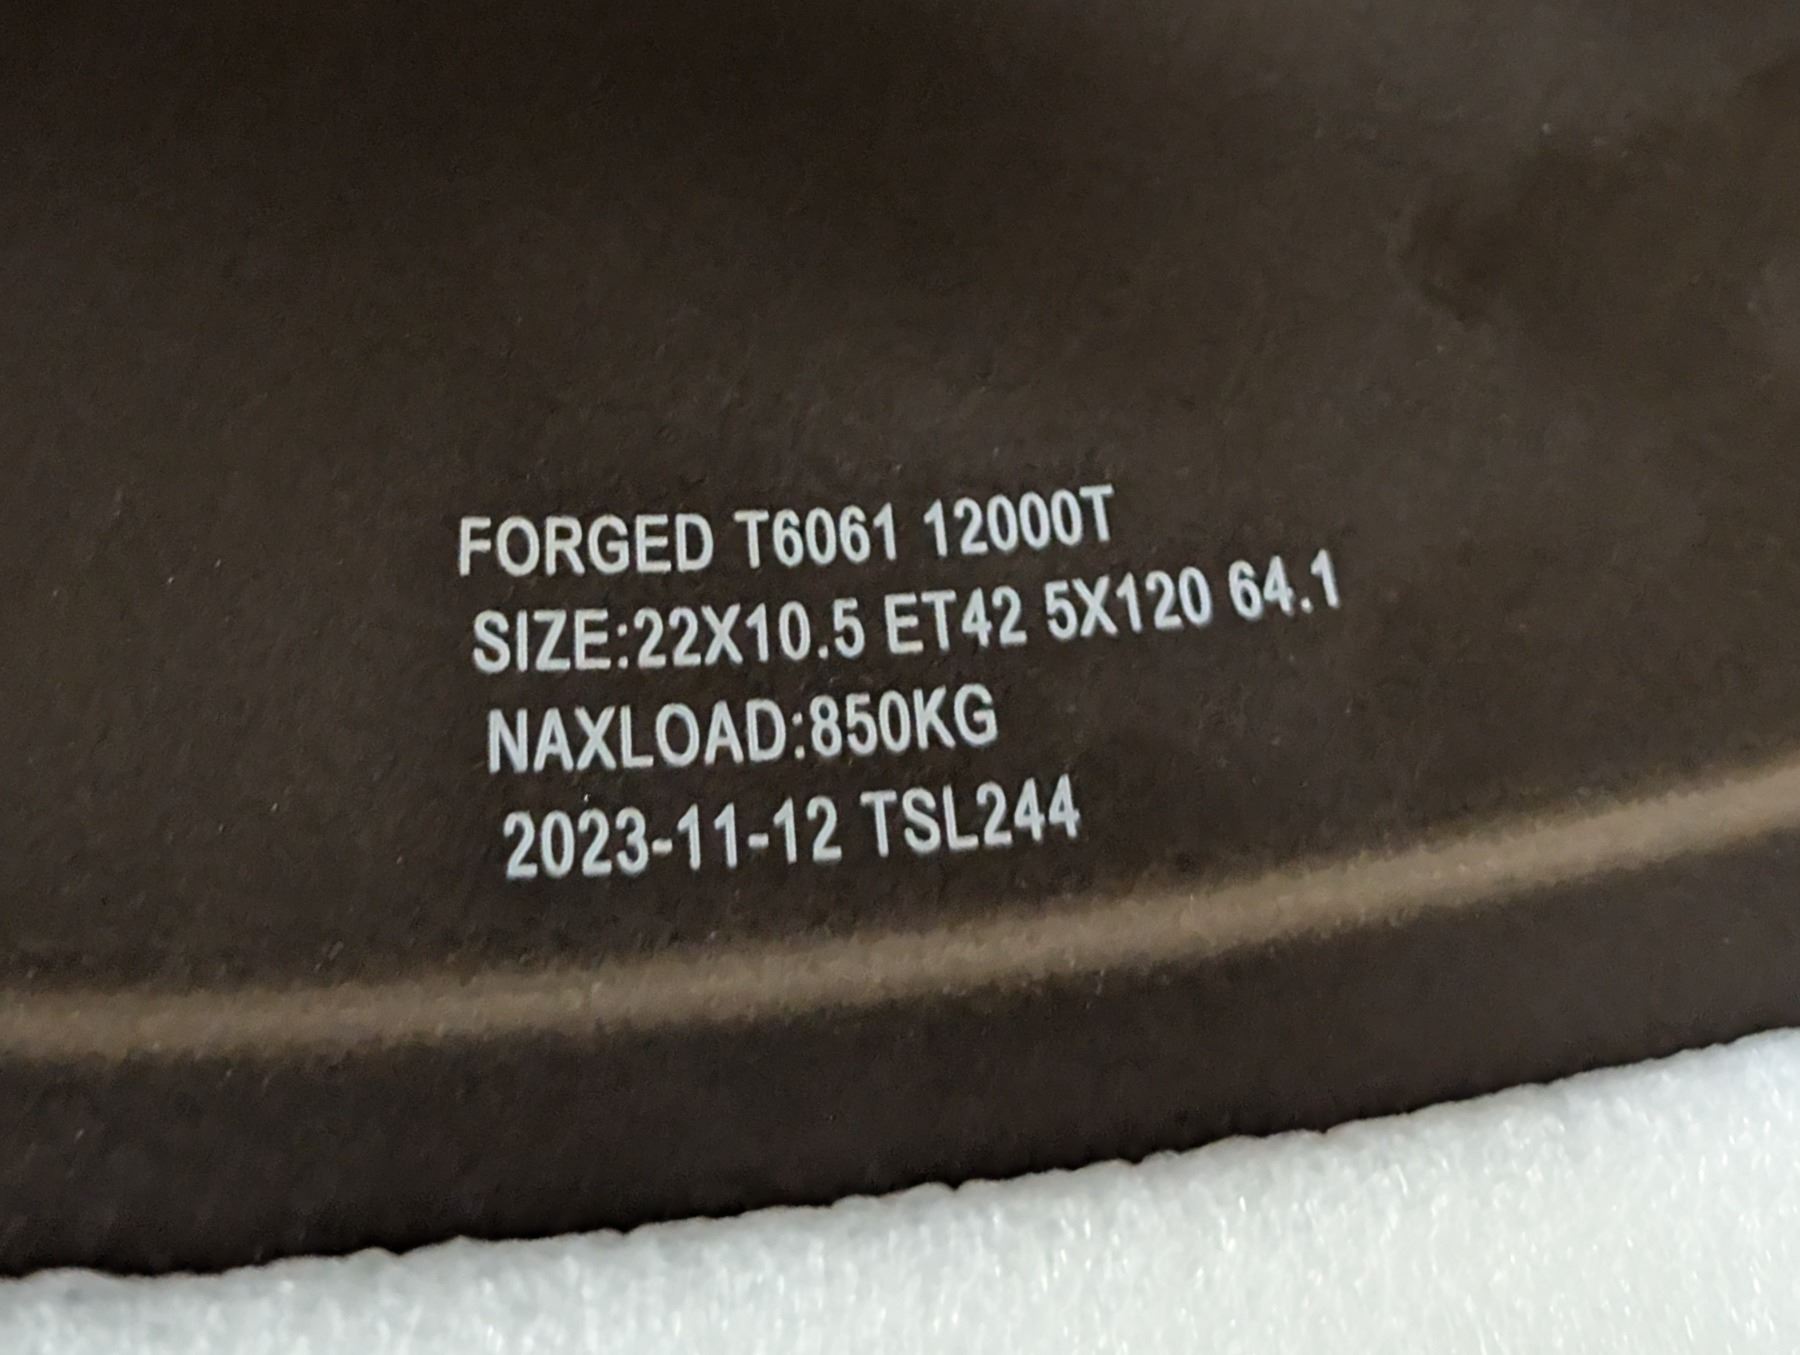 FORGED T6061 12000T
SIZE:22X10.5 ET42 5X120 64.1
NAXLOAD:850KG
2023-11-12 TSL244